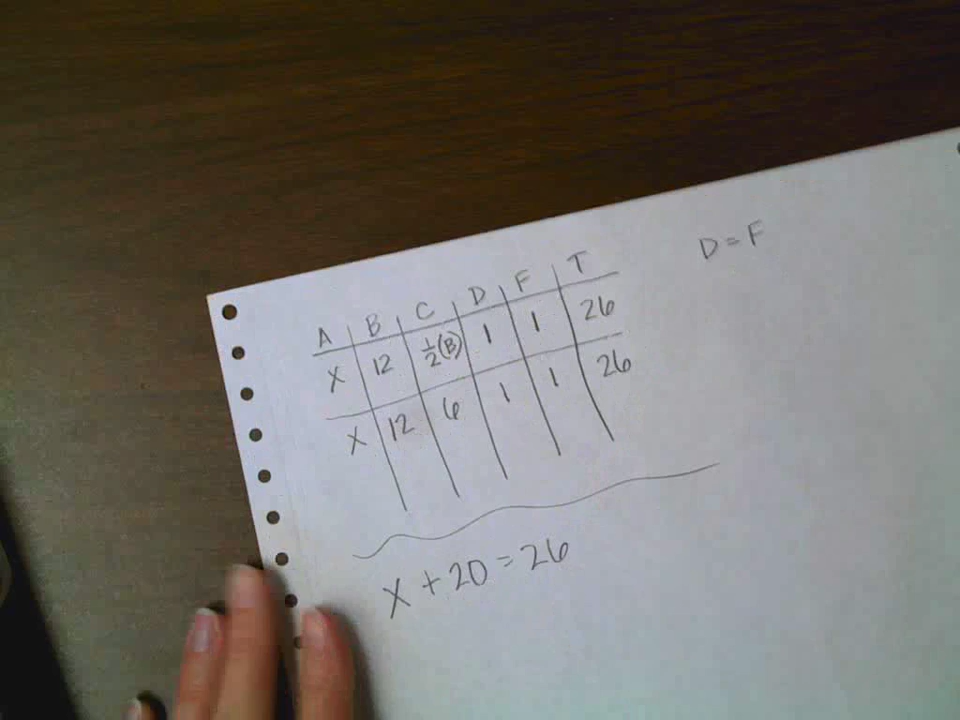 D = F
A B C D F T
X 12 1/2(B) 1 1 26
X 12 6 1 1 26
X + 20 = 26